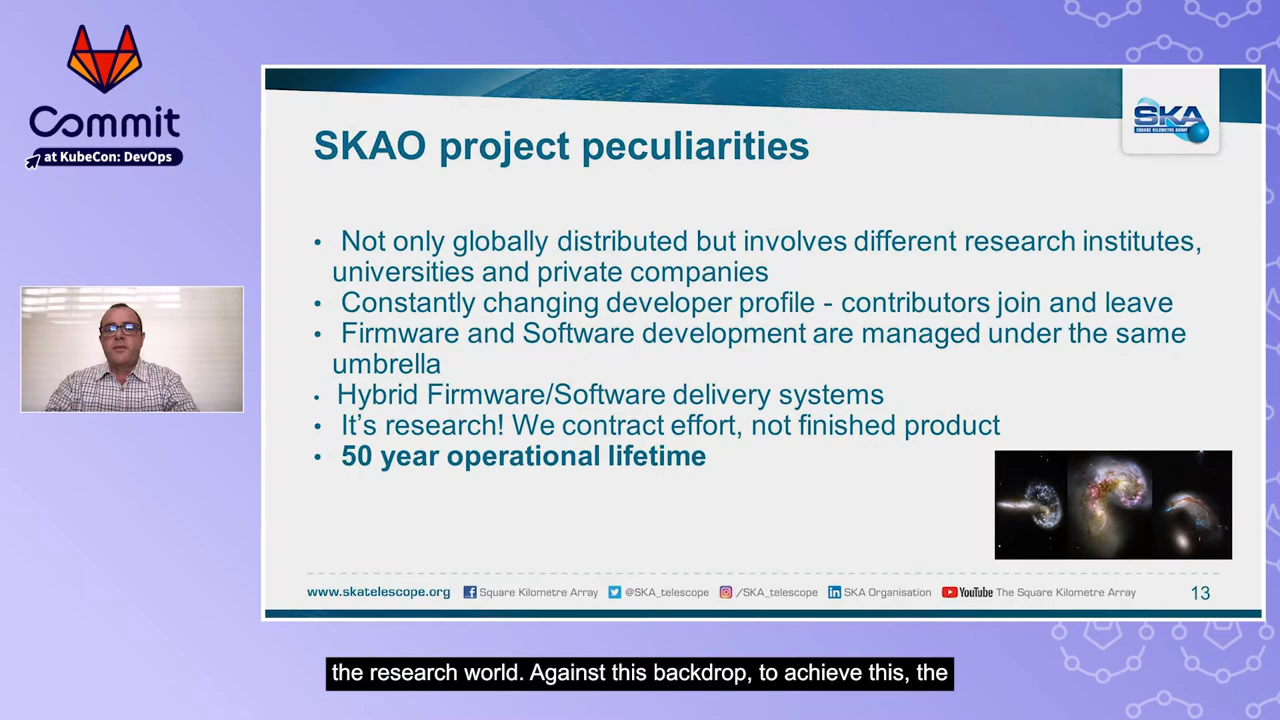 Commit
at KubeCon: DevOps
SKA
SQUARE KILOMETRE ARRAY
SKAO project peculiarities
• Not only globally distributed but involves different research institutes,
universities and private companies
• Constantly changing developer profile - contributors join and leave
• Firmware and Software development are managed under the same
umbrella
• Hybrid Firmware/Software delivery systems
• It’s research! We contract effort, not finished product
• 50 year operational lifetime
www.skatelescope.org Square Kilometre Array @SKA_telescope /SKA_telescope SKA Organisation YouTube The Square Kilometre Array 13
the research world. Against this backdrop, to achieve this, the